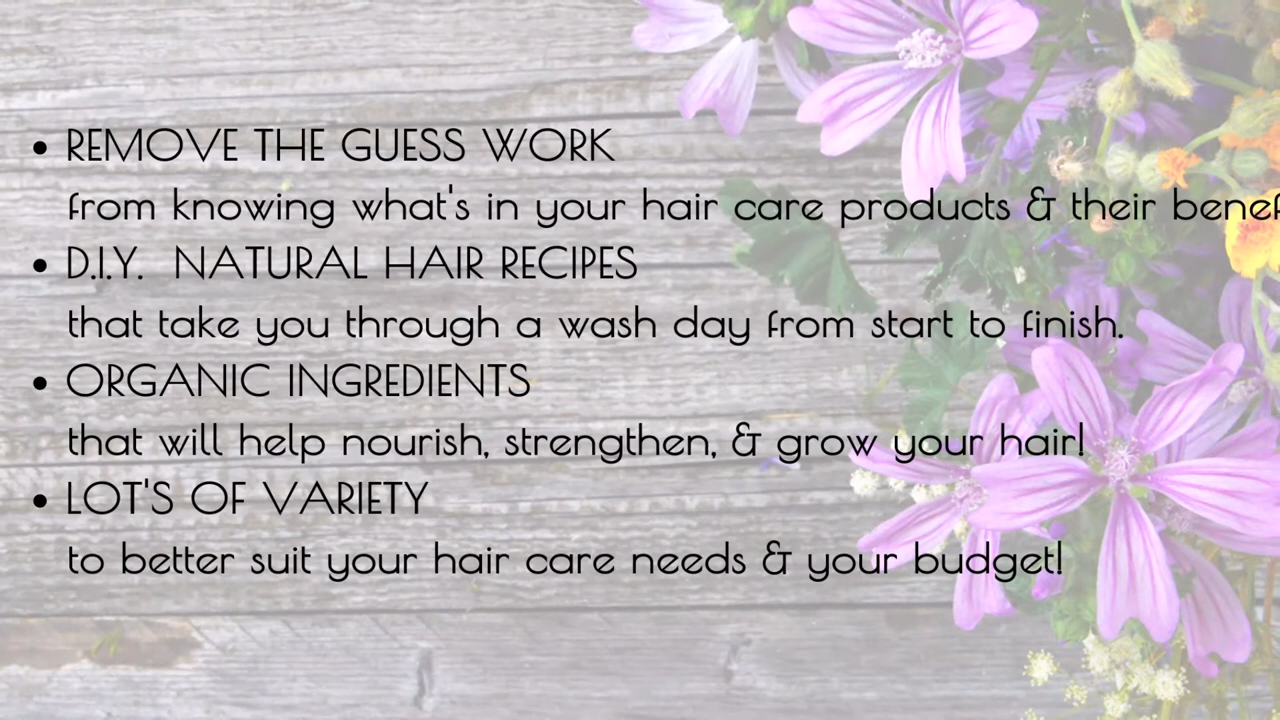 • REMOVE THE GUESS WORK
from knowing what's in your hair care products & their
• D.I.Y. NATURAL HAIR RECIPES
that take you through a wash day from start to finish.
• ORGANIC INGREDIENTS
that will help nourish, strengthen, & grow your hair!
• LOT'S OF VARIETY
to better suit your hair care needs & your budget!